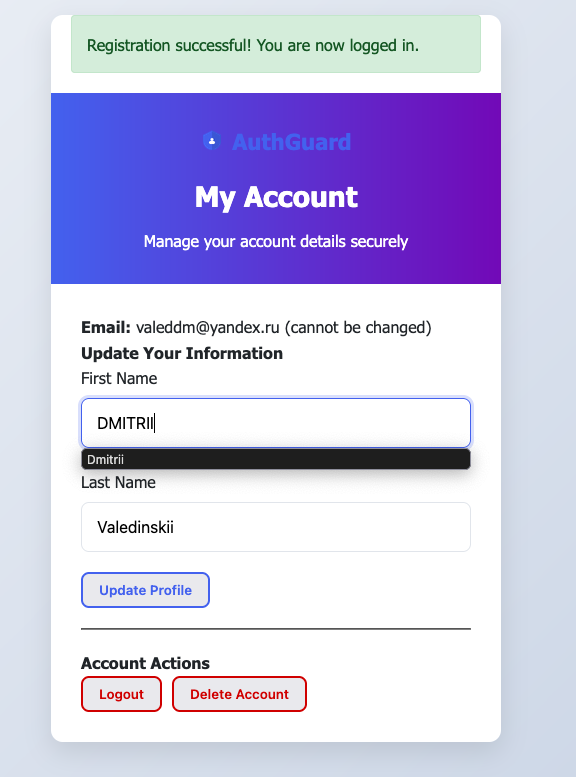 Registration successful! You are now logged in.
AuthGuard
My Account
Manage your account details securely
Email: valeddm@yandex.ru (cannot be changed)
Update Your Information
First Name
DMITRII
Dmitrii
Last Name
Valedinskii
Update Profile
Account Actions
Logout Delete Account